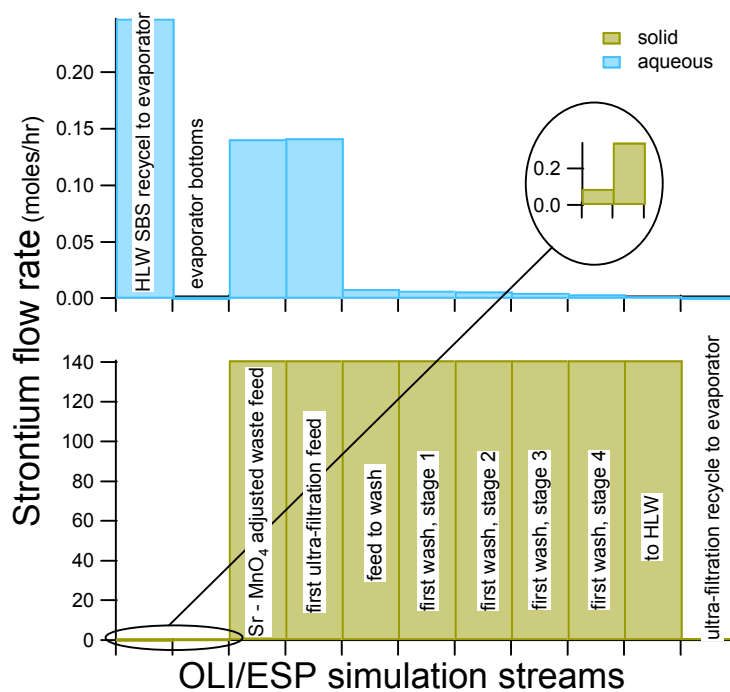 solid
aqueous
0.20
0.15
0.10
0.05
0.00
HLW SBS recycel to evaporator
evaporator bottoms
0.2
0.0
Strontium flow rate (moles/hr)
140
120
100
80
60
40
20
0
Sr - MnO4 adjusted waste feed
first ultra-filtration feed
feed to wash
first wash, stage 1
first wash, stage 2
first wash, stage 3
first wash, stage 4
to HLW
ultra-filtration recycle to evaporator
OLI/ESP simulation streams